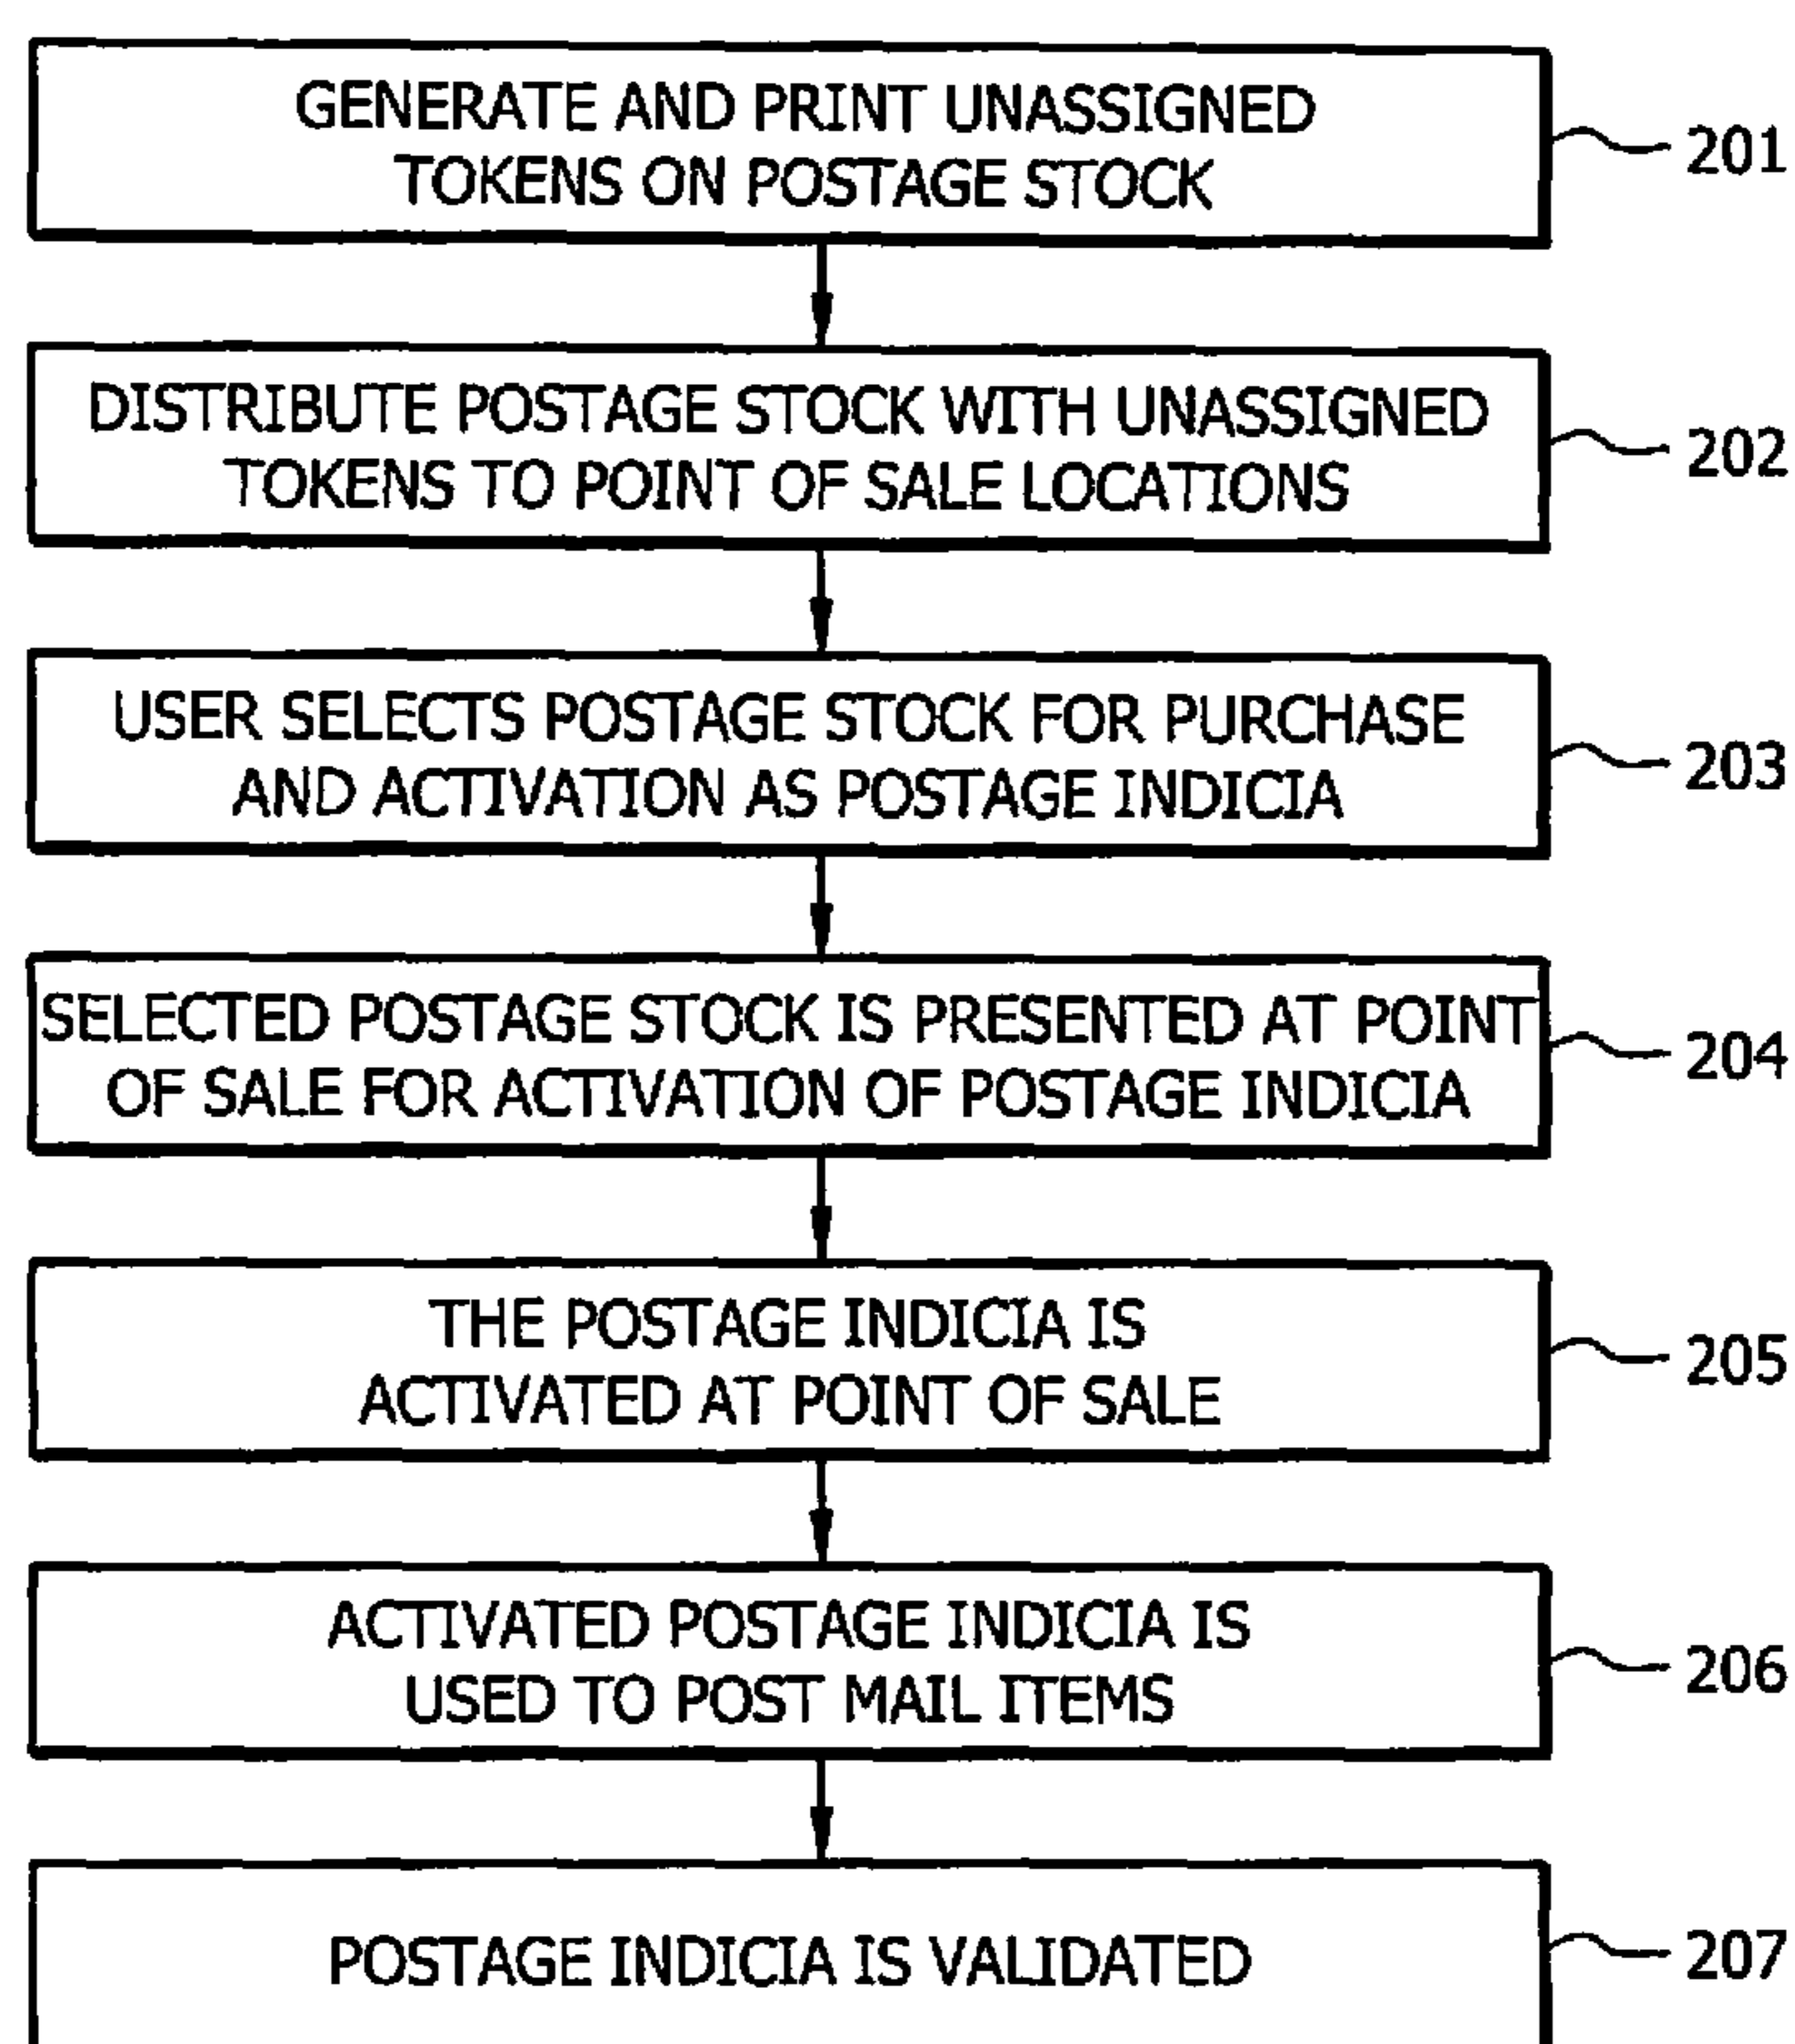 GENERATE AND PRINT UNASSIGNED
TOKENS ON POSTAGE STOCK
201
DISTRIBUTE POSTAGE STOCK WITH UNASSIGNED
TOKENS TO POINT OF SALE LOCATIONS
202
USER SELECTS POSTAGE STOCK FOR PURCHASE
AND ACTIVATION AS POSTAGE INDICIA
203
SELECTED POSTAGE STOCK IS PRESENTED AT POINT
OF SALE FOR ACTIVATION OF POSTAGE INDICIA
204
THE POSTAGE INDICIA IS
ACTIVATED AT POINT OF SALE
205
ACTIVATED POSTAGE INDICIA IS
USED TO POST MAIL ITEMS
206
POSTAGE INDICIA IS VALIDATED
207